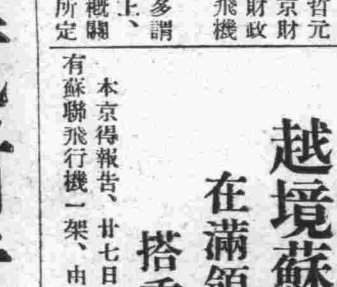 哲元
京財
財政
飛機
多謂
上、
概關
所定
越境蘇
在滿領
搭乘
本京得報告、廿七日
有蘇聯飛行機一架、由